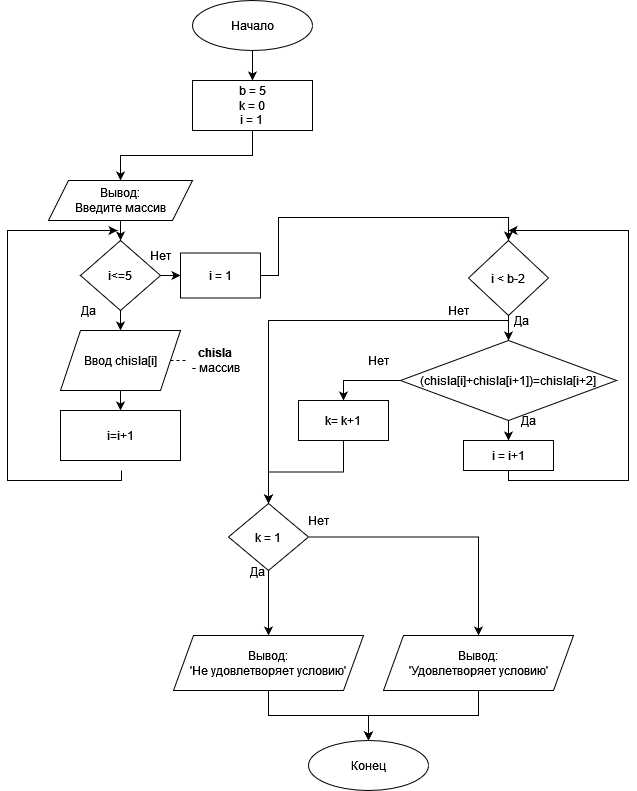 Начало
b = 5
k = 0
i = 1
Вывод:
Введите массив
i<=5
Нет
i = 1
Да
Ввод chisla[i]
chisla
- массив
i=i+1
i < b-2
Нет
Да
(chisla[i]+chisla[i+1])=chisla[i+2]
Нет
k= k+1
Да
i = i+1
k = 1
Нет
Да
Вывод:
'Не удовлетворяет условию'
Вывод:
'Удовлетворяет условию'
Конец